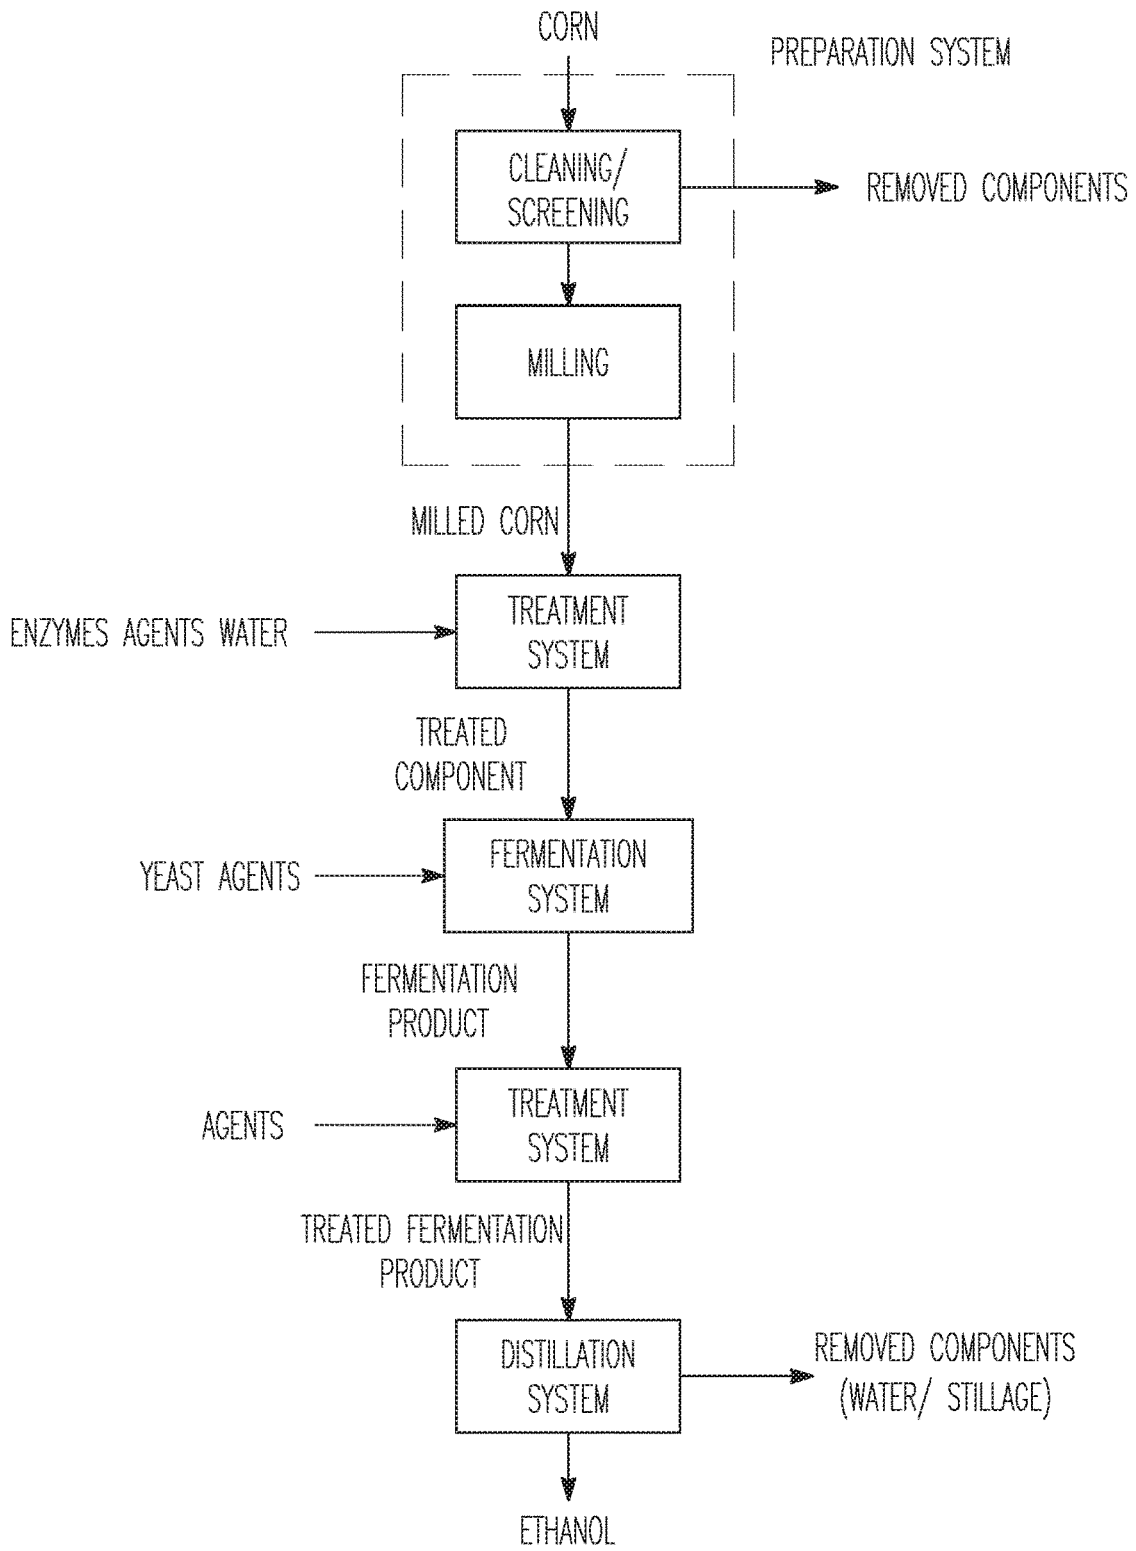 CORN
PREPARATION SYSTEM
CLEANING/
SCREENING
REMOVED COMPONENTS
MILLING
MILLED CORN
TREATMENT
SYSTEM
ENZYMES AGENTS WATER
TREATED
COMPONENT
FERMENTATION
SYSTEM
YEAST AGENTS
FERMENTATION
PRODUCT
TREATMENT
SYSTEM
AGENTS
TREATED FERMENTATION
PRODUCT
DISTILLATION
SYSTEM
REMOVED COMPONENTS
(WATER/ STILLAGE)
ETHANOL